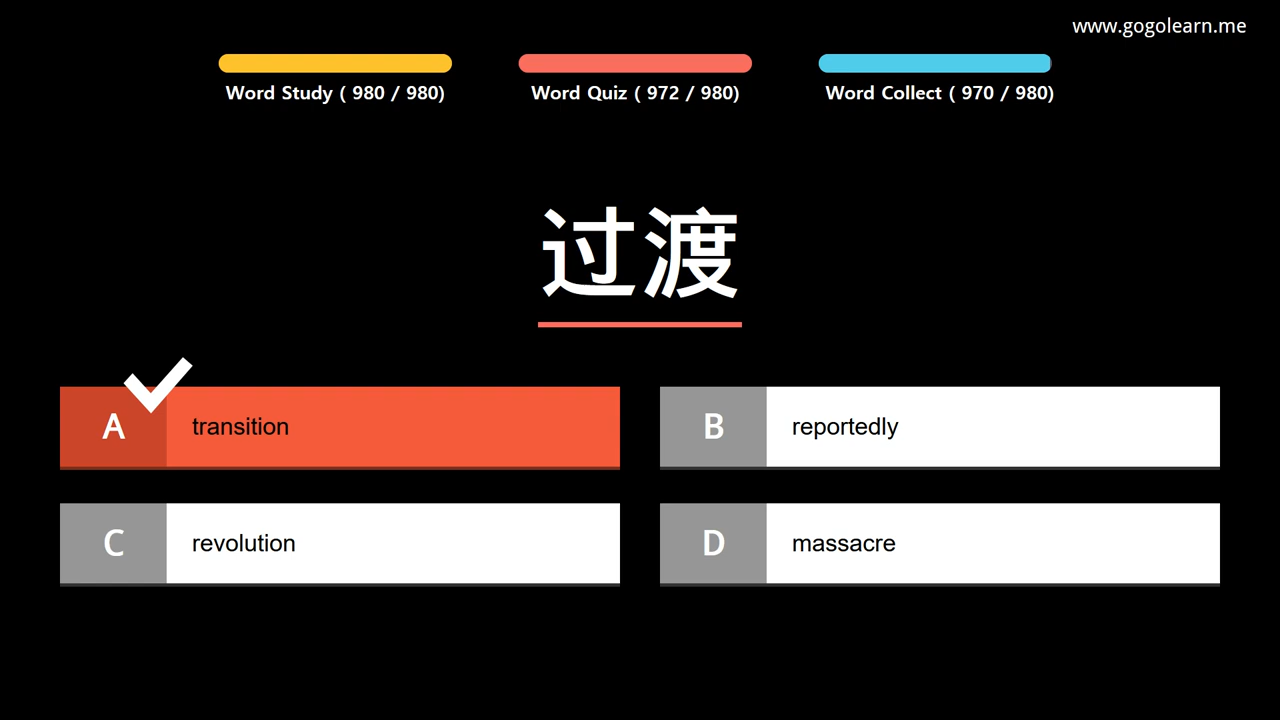 www.gogolearn.me
Word Study ( 980 / 980)
Word Quiz ( 972 / 980)
Word Collect ( 970 / 980)
过渡
A transition
B reportedly
C revolution
D massacre